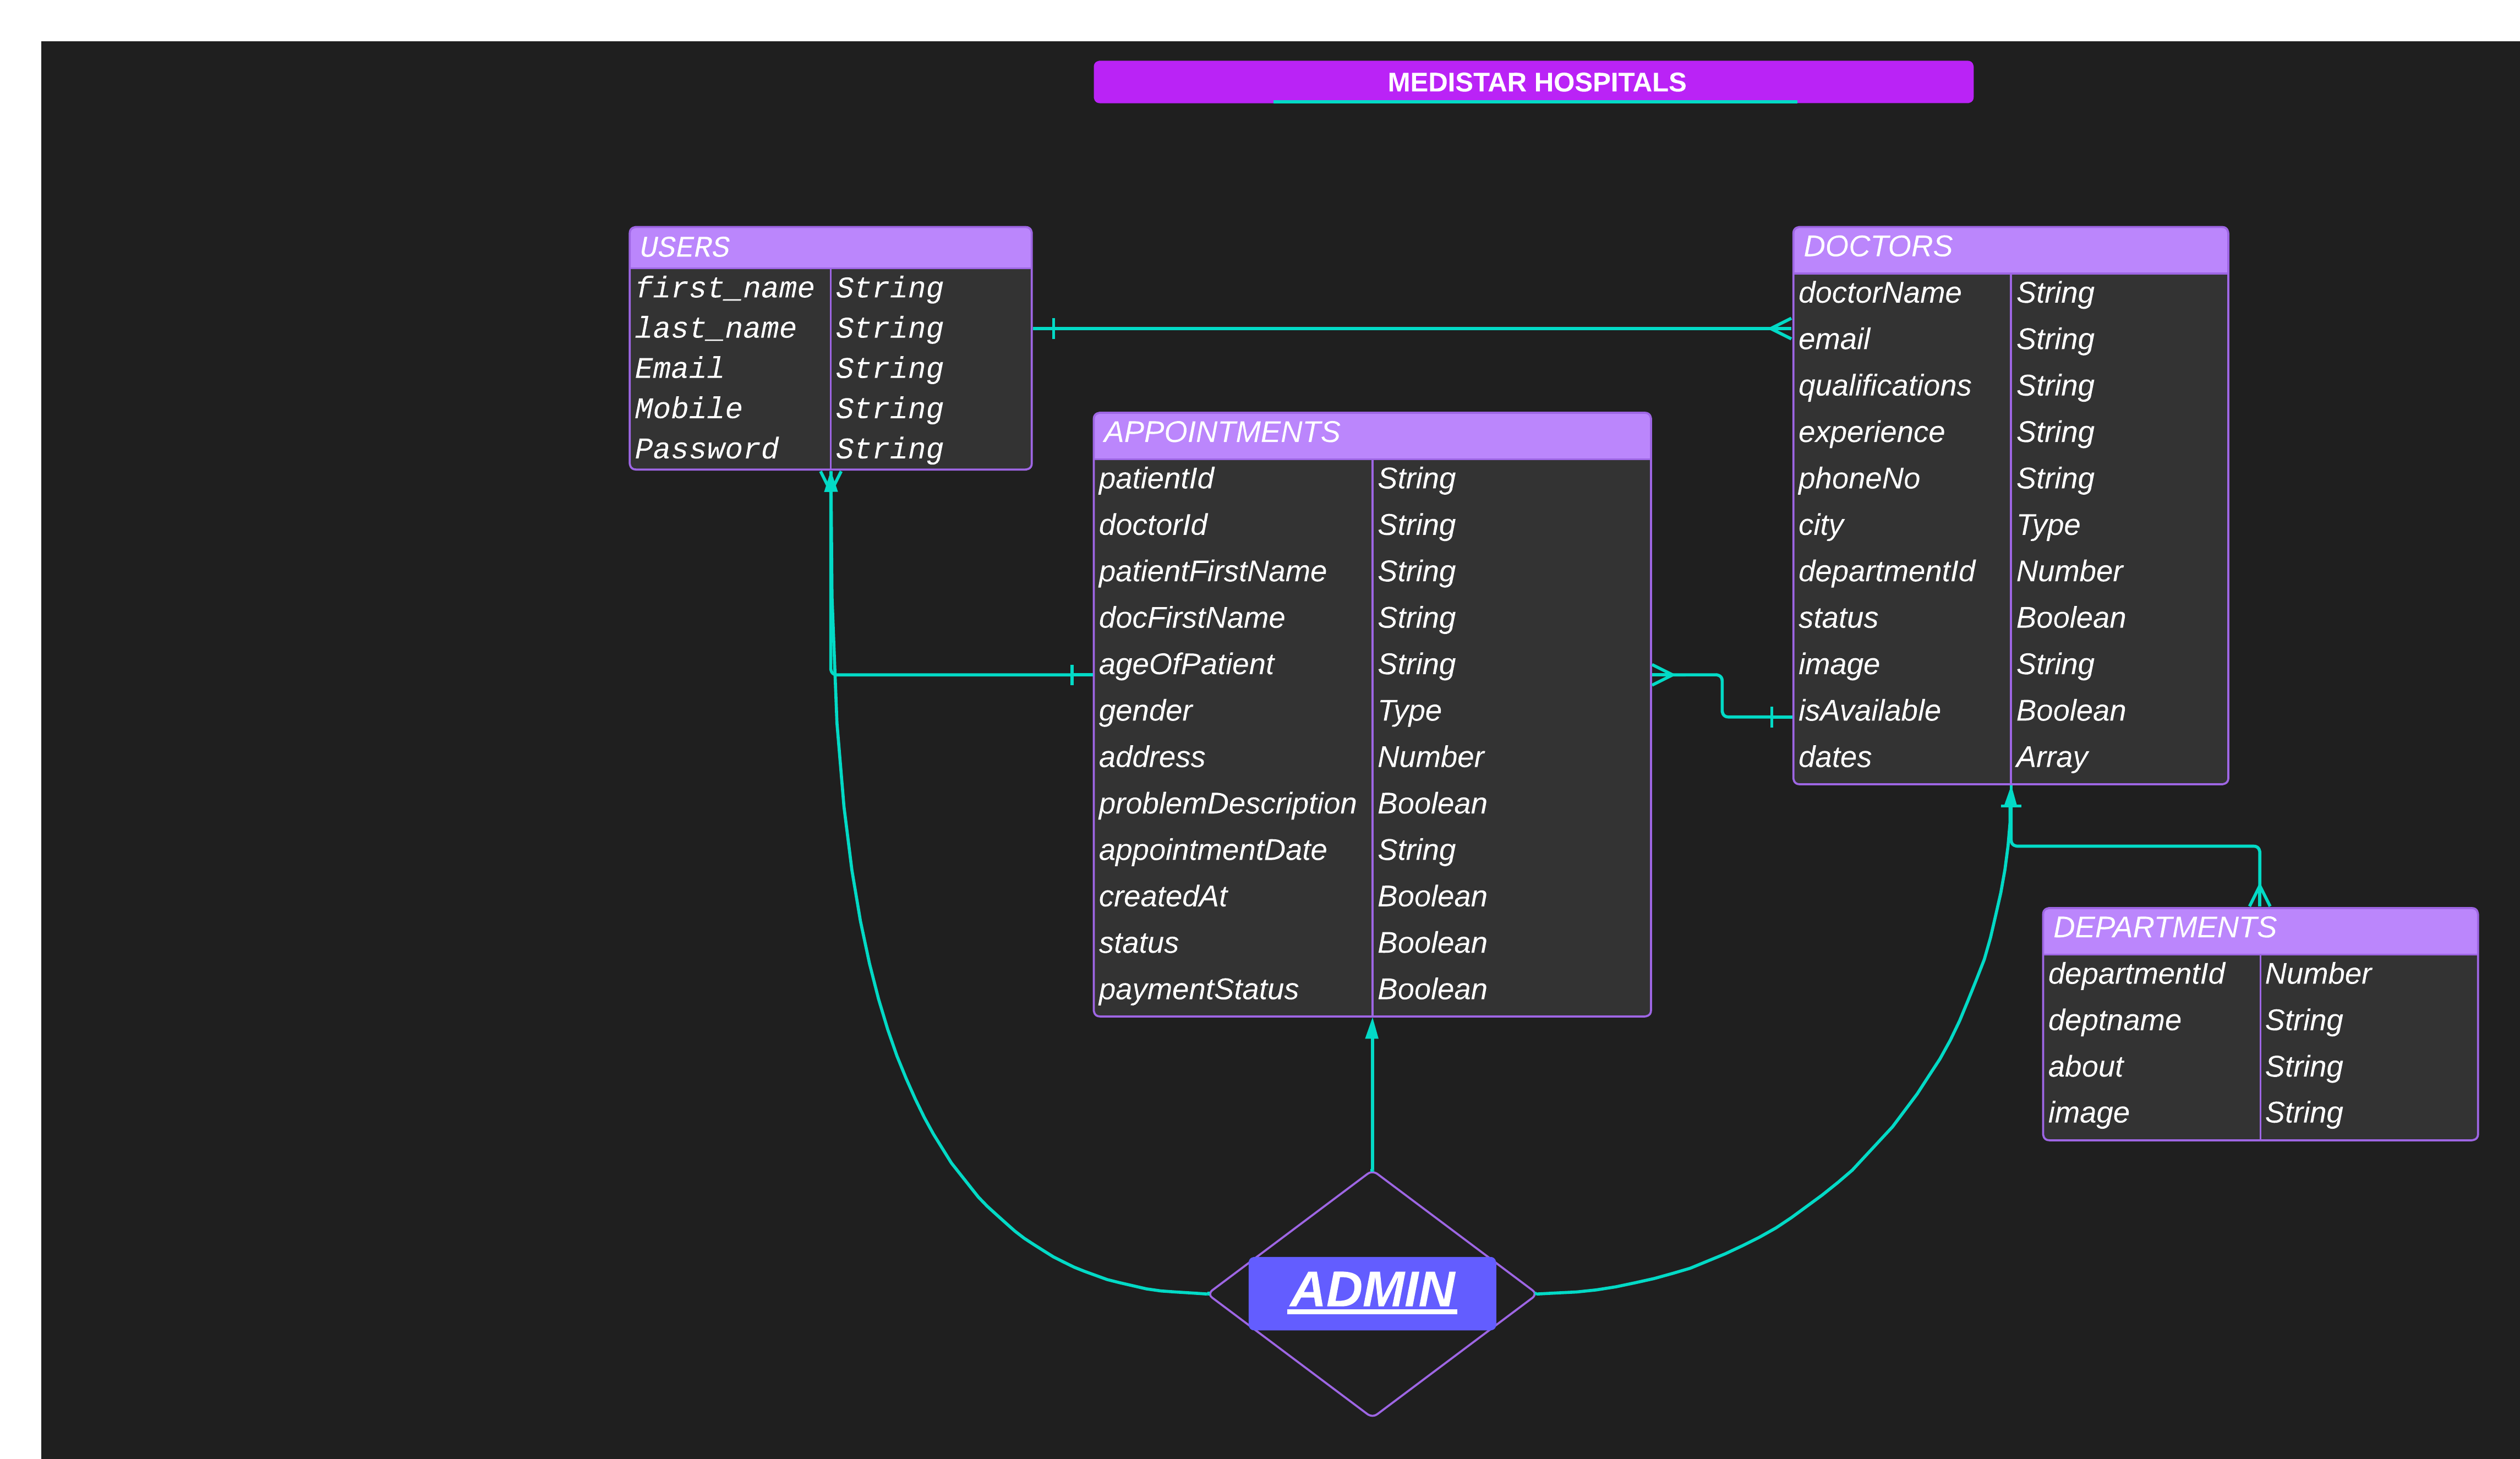 MEDISTAR HOSPITALS
USERS
first_name String
last_name String
Email String
Mobile String
Password String
DOCTORS
doctorName String
email String
qualifications String
experience String
phoneNo String
city Type
departmentId Number
status Boolean
image String
isAvailable Boolean
dates Array
APPOINTMENTS
patientId String
doctorId String
patientFirstName String
docFirstName String
ageOfPatient String
gender Type
address Number
problemDescription Boolean
appointmentDate String
createdAt Boolean
status Boolean
paymentStatus Boolean
DEPARTMENTS
departmentId Number
deptname String
about String
image String
ADMIN